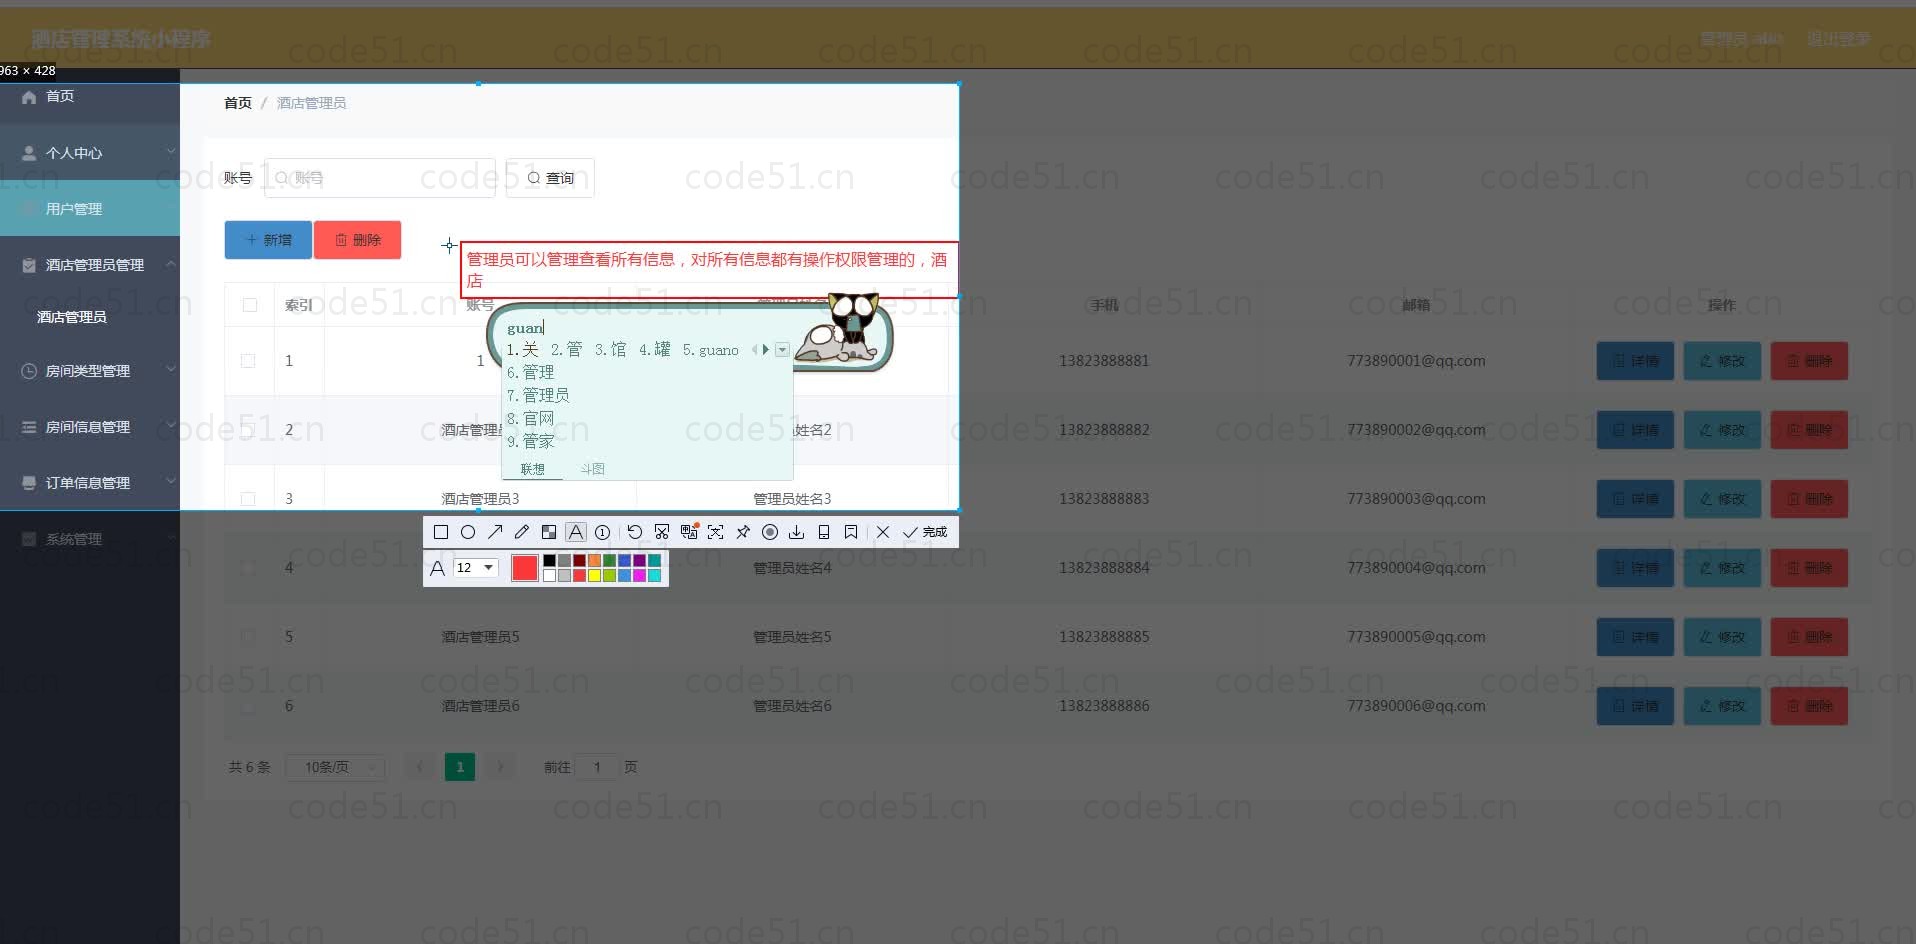 酒店管理系统小程序
管理员 abo 退出登录
963 × 428
首页
个人中心
用户管理
酒店管理员管理
酒店管理员
房间类型管理
房间信息管理
订单信息管理
系统管理
首页 / 酒店管理员
账号 账号 查询
新增 删除
管理员可以管理查看所有信息，对所有信息都有操作权限管理的，酒
店
索引 账号 管理员姓名 手机 邮箱 操作
guan
1.关 2.管 3.馆 4.罐 5.guano
6.管理
7.管理员
8.官网
9.管家
联想 斗图
1 1 13823888881 773890001@qq.com 详情 修改 删除
2 酒店管理员 姓名2 13823888882 773890002@qq.com 详情 修改 删除
3 酒店管理员3 管理员姓名3 13823888883 773890003@qq.com 详情 修改 删除
完成
A 12
4 管理员姓名4 13823888884 773890004@qq.com 详情 修改 删除
5 酒店管理员5 管理员姓名5 13823888885 773890005@qq.com 详情 修改 删除
6 酒店管理员6 管理员姓名6 13823888886 773890006@qq.com 详情 修改 删除
共 6 条 10条/页 1 前往 1 页
code51.cn